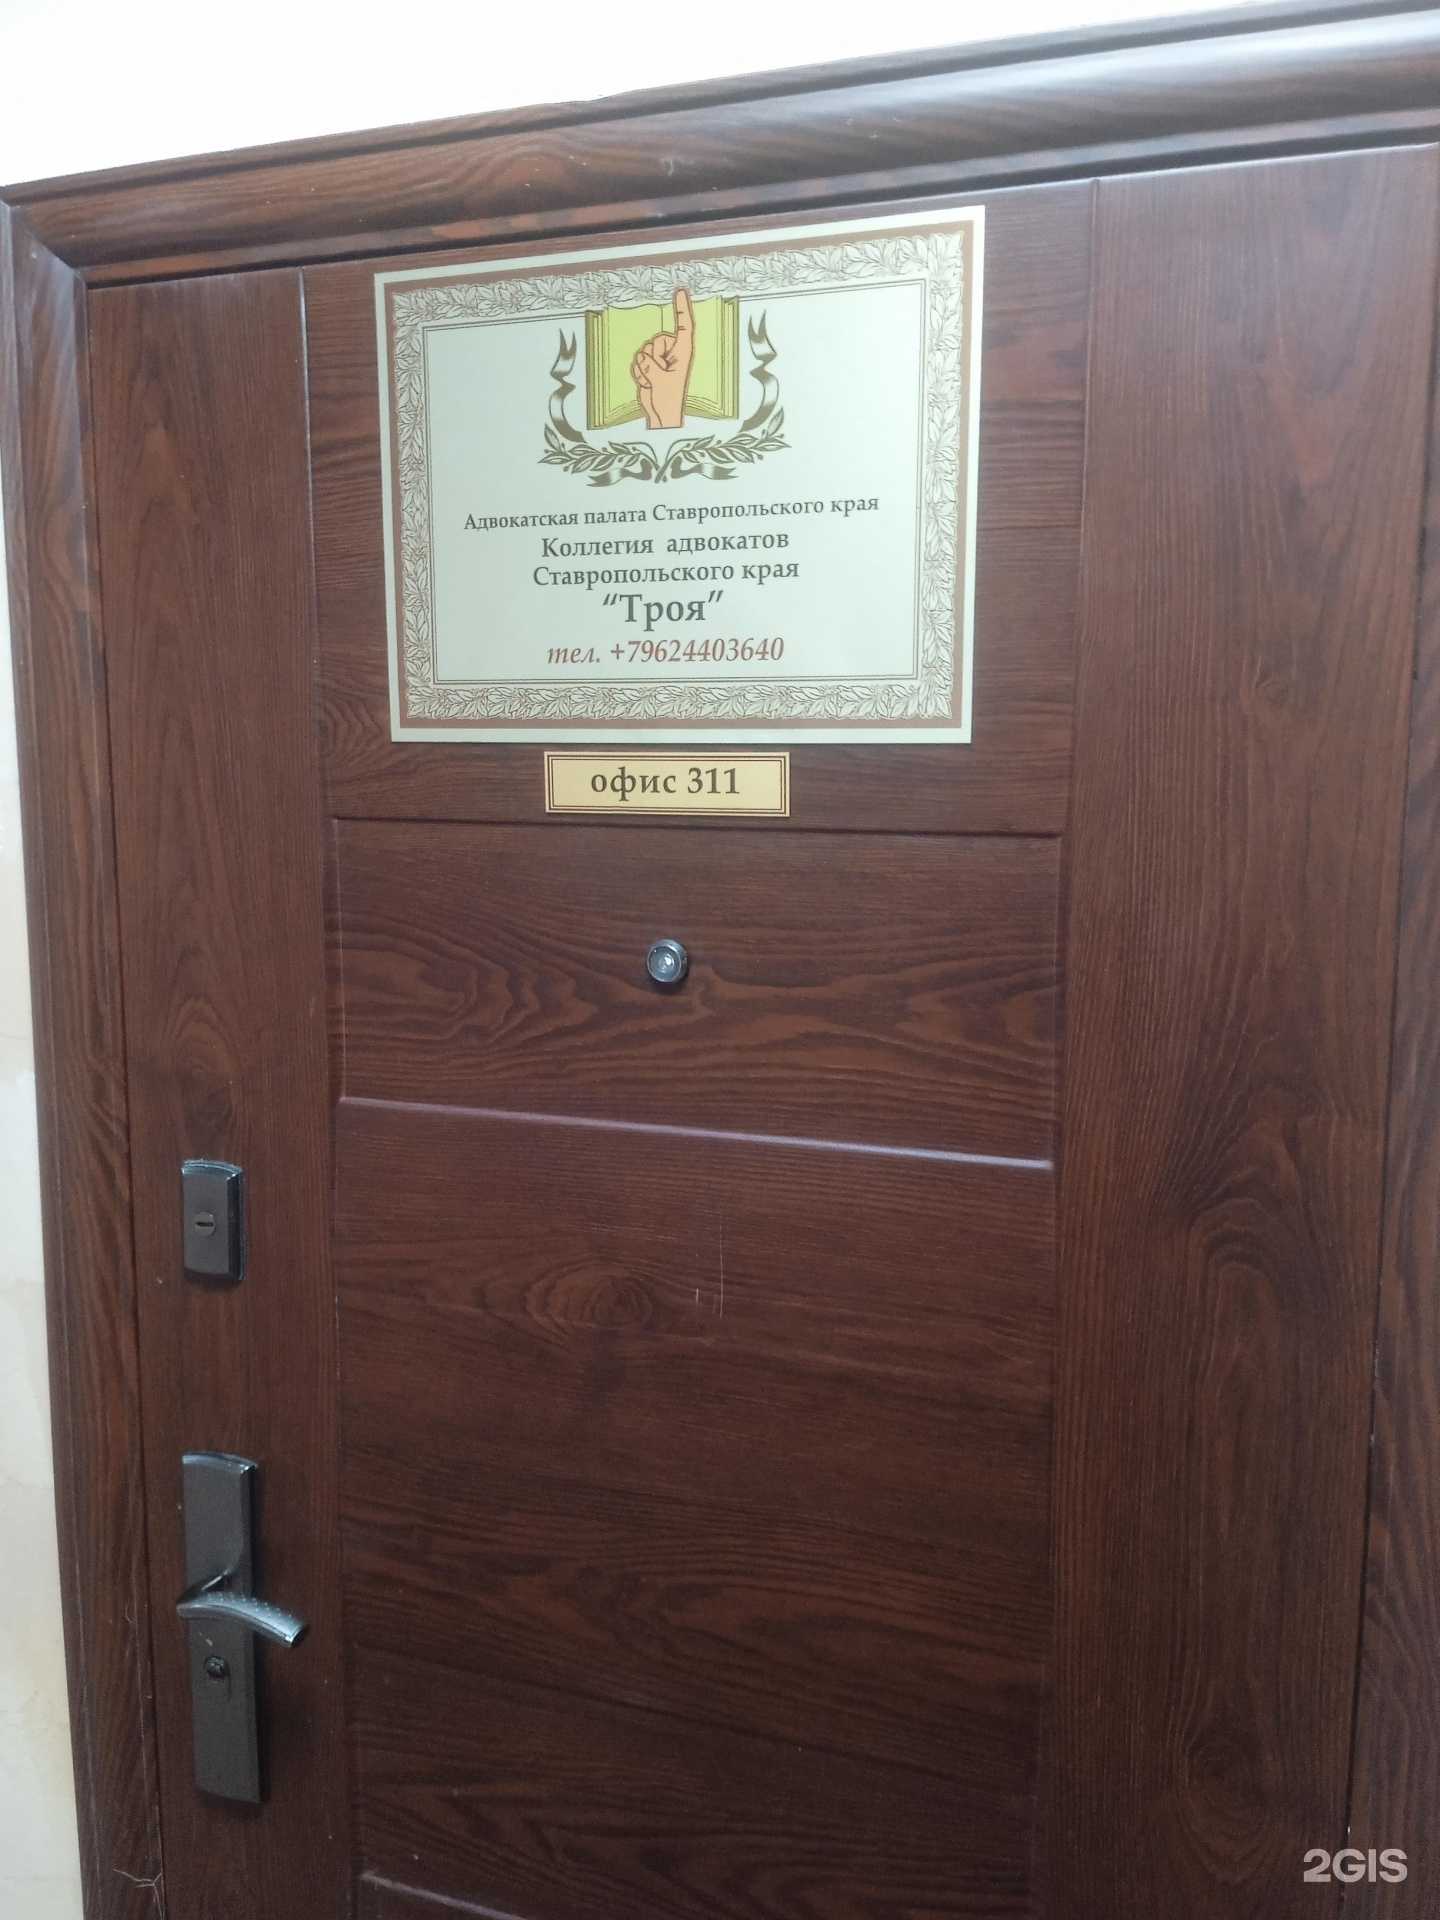 Адвокатская палата Ставропольского края
Коллегия адвокатов
Ставропольского края
“Троя”
тел. +79624403640
офис 311
2GIS